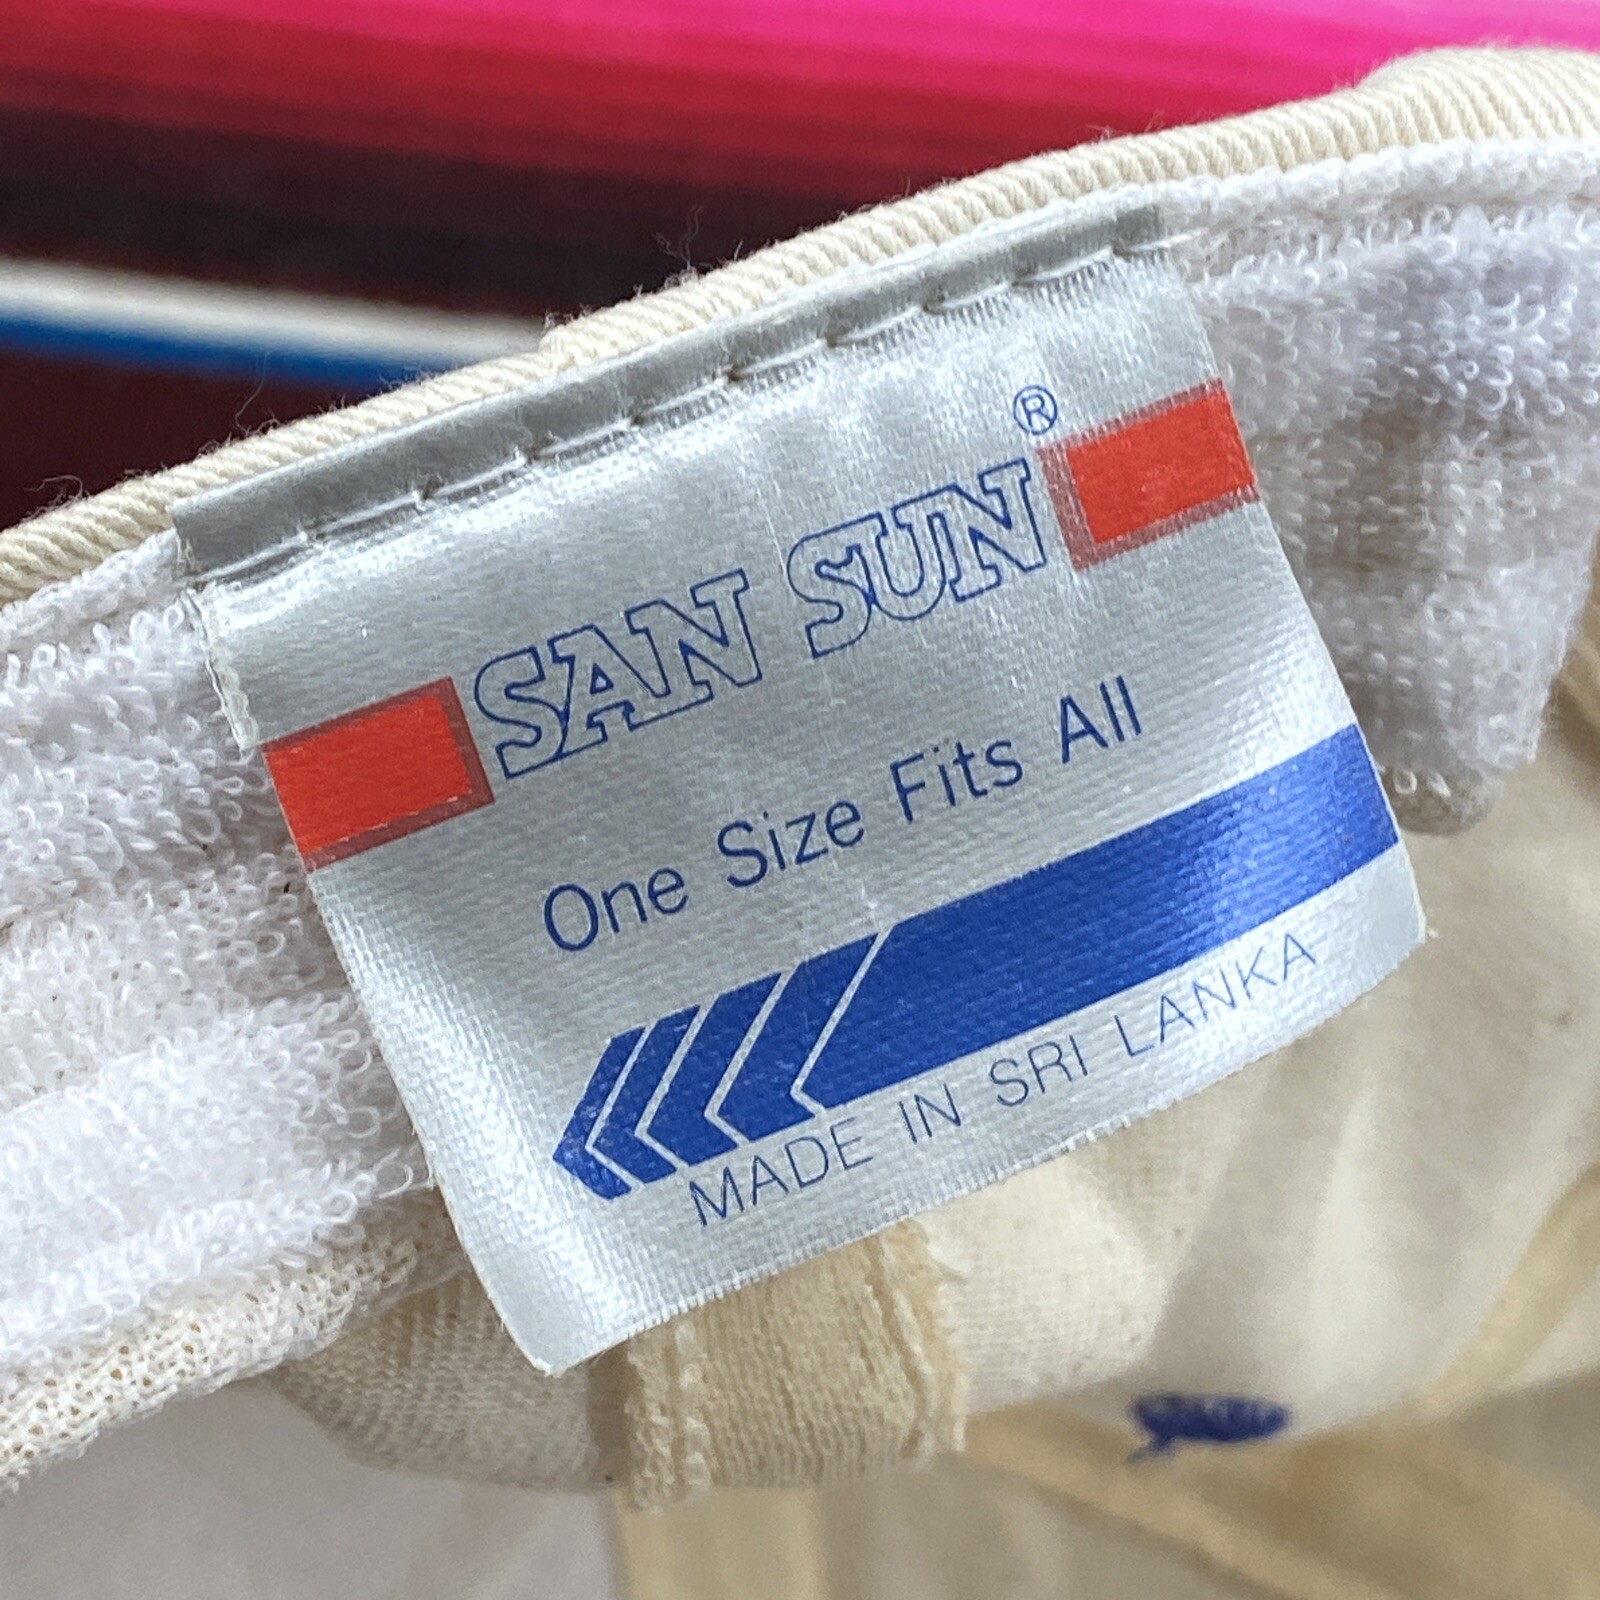 SAN SUN®
One Size Fits All
MADE IN SRI LANKA